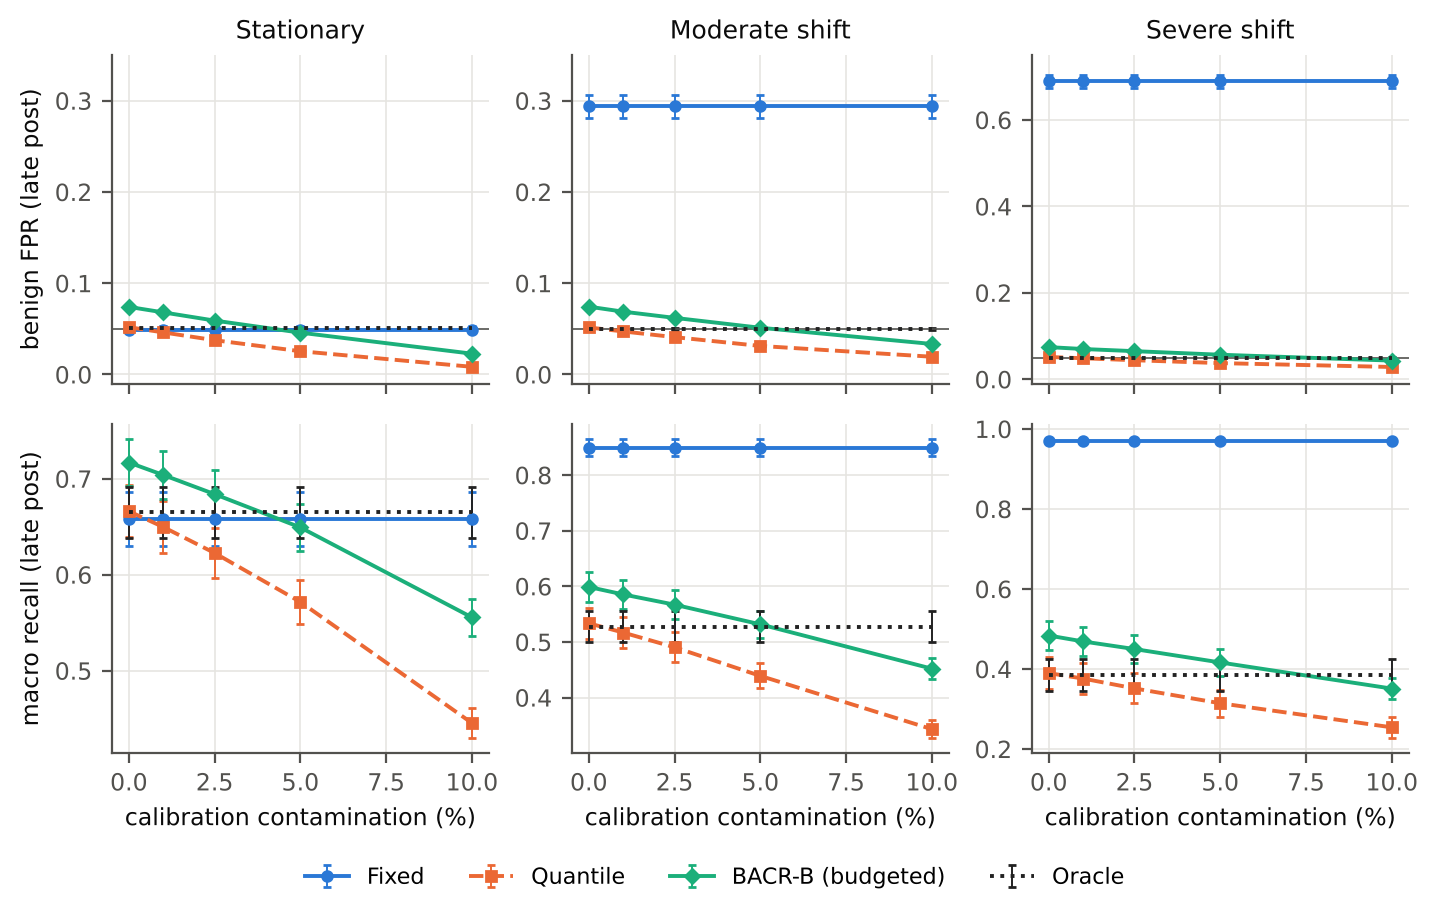 Stationary
Moderate shift
Severe shift
benign FPR (late post)
0.3
0.2
0.1
0.0
0.3
0.2
0.1
0.0
0.6
0.4
0.2
0.0
macro recall (late post)
0.7
0.6
0.5
0.8
0.7
0.6
0.5
0.4
1.0
0.8
0.6
0.4
0.2
0.0 2.5 5.0 7.5 10.0
0.0 2.5 5.0 7.5 10.0
0.0 2.5 5.0 7.5 10.0
calibration contamination (%)
calibration contamination (%)
calibration contamination (%)
Fixed
Quantile
BACR-B (budgeted)
Oracle